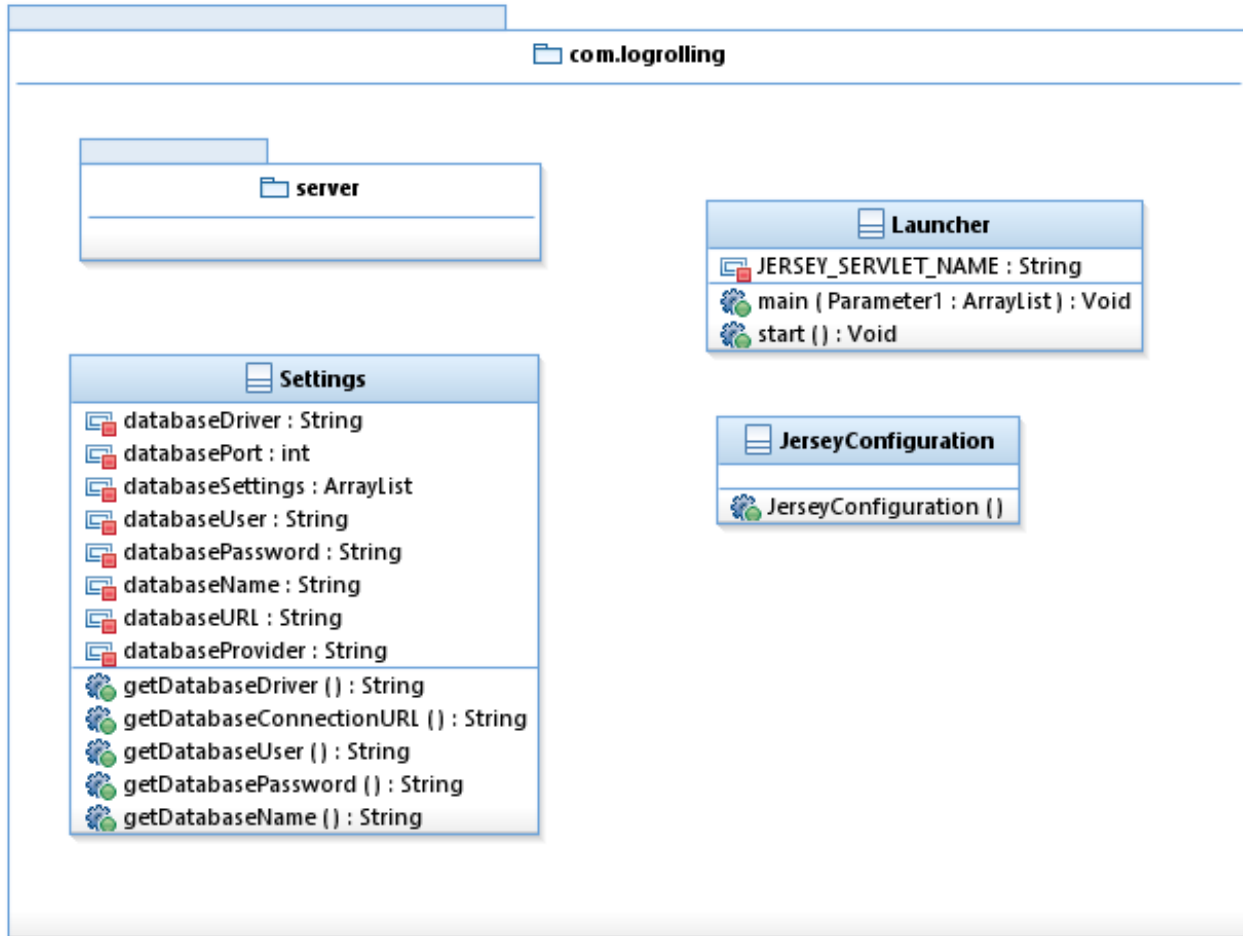 com.logrolling
server
Launcher
JERSEY_SERVLET_NAME : String
main ( Parameter1 : ArrayList ) : Void
start ( ) : Void
Settings
databaseDriver : String
databasePort : int
databaseSettings : ArrayList
databaseUser : String
databasePassword : String
databaseName : String
databaseURL : String
databaseProvider : String
getDatabaseDriver ( ) : String
getDatabaseConnectionURL ( ) : String
getDatabaseUser ( ) : String
getDatabasePassword ( ) : String
getDatabaseName ( ) : String
JerseyConfiguration
JerseyConfiguration ( )